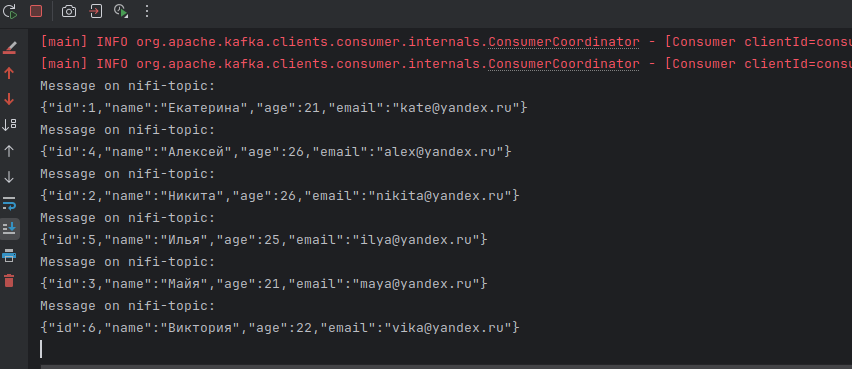 [main] INFO org.apache.kafka.clients.consumer.internals.ConsumerCoordinator - [Consumer clientId=consu
[main] INFO org.apache.kafka.clients.consumer.internals.ConsumerCoordinator - [Consumer clientId=consu
Message on nifi-topic:
{"id":1,"name":"Екатерина","age":21,"email":"kate@yandex.ru"}
Message on nifi-topic:
{"id":4,"name":"Алексей","age":26,"email":"alex@yandex.ru"}
Message on nifi-topic:
{"id":2,"name":"Никита","age":26,"email":"nikita@yandex.ru"}
Message on nifi-topic:
{"id":5,"name":"Илья","age":25,"email":"ilya@yandex.ru"}
Message on nifi-topic:
{"id":3,"name":"Майя","age":21,"email":"maya@yandex.ru"}
Message on nifi-topic:
{"id":6,"name":"Виктория","age":22,"email":"vika@yandex.ru"}